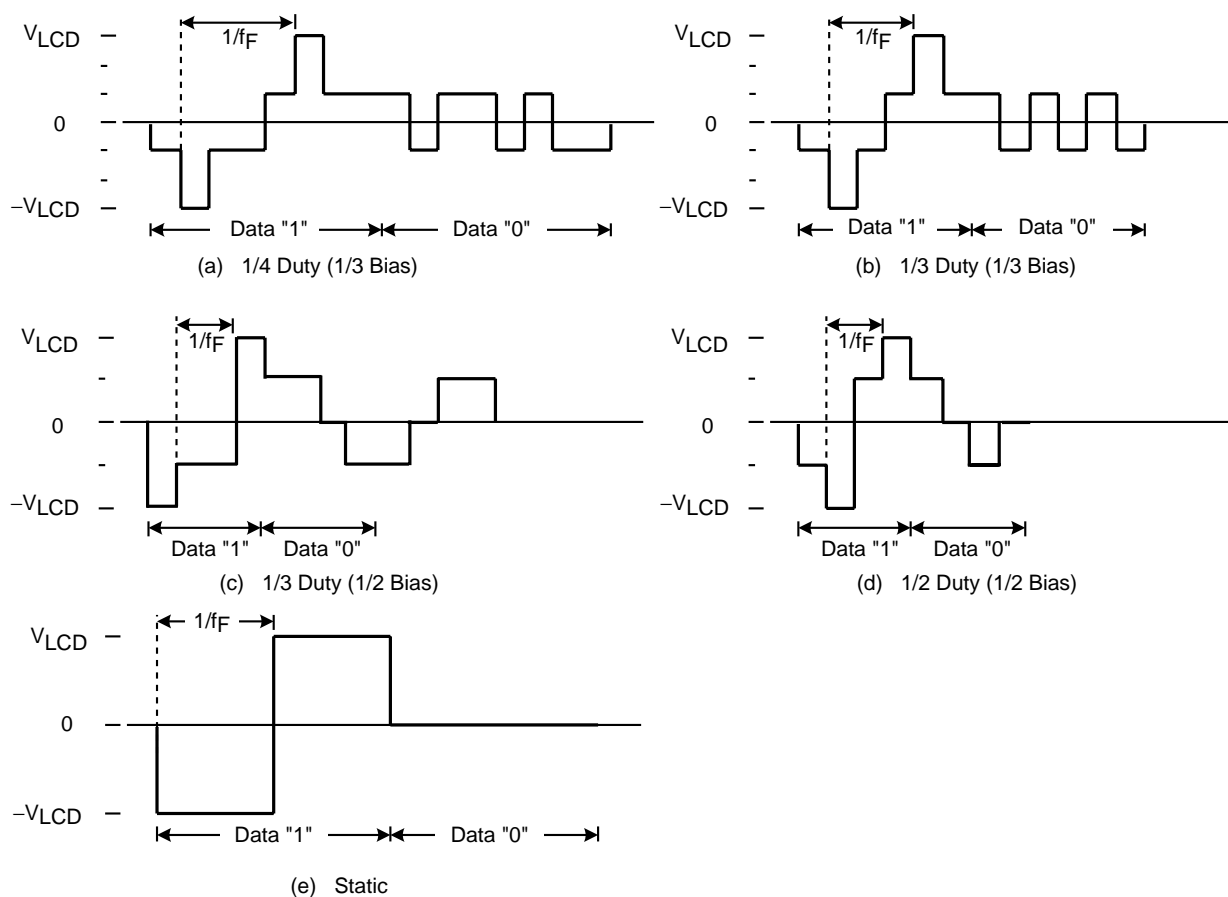 1/fF
VLCD
0
−VLCD
Data "1"
Data "0"
(a) 1/4 Duty (1/3 Bias)
1/fF
VLCD
0
−VLCD
Data "1"
Data "0"
(b) 1/3 Duty (1/3 Bias)
1/fF
VLCD
0
−VLCD
Data "1"
Data "0"
(c) 1/3 Duty (1/2 Bias)
1/fF
VLCD
0
−VLCD
Data "1"
Data "0"
(d) 1/2 Duty (1/2 Bias)
1/fF
VLCD
0
−VLCD
Data "1"
Data "0"
(e) Static